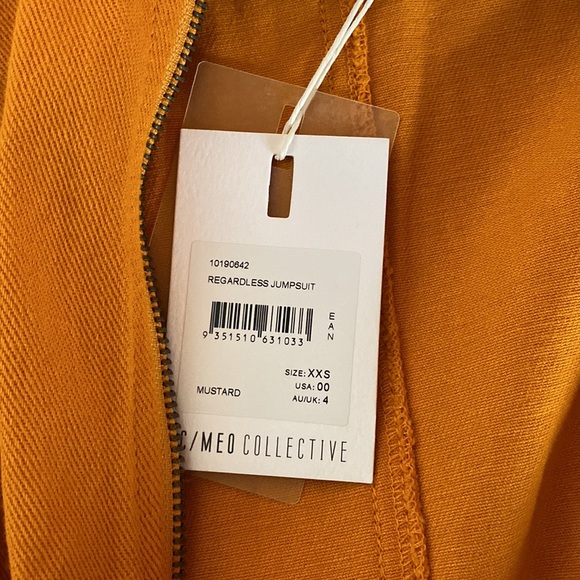 10190642
REGARDLESS JUMPSUIT
EAN
9 351510 631033
SIZE: XXS
USA: 00
MUSTARD
AU/UK: 4
C/MEO COLLECTIVE